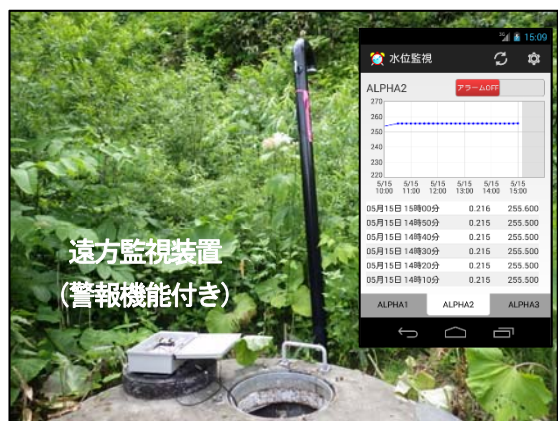 遠方監視装置
(警報機能付き)
3G 15:09
水位監視
ALPHA2
アラームOFF
270
260
250
240
230
220
5/15 10:00
5/15 11:00
5/15 12:00
5/15 13:00
5/15 14:00
5/15 15:00
05月15日 15時00分 0.216 255.600
05月15日 14時50分 0.215 255.500
05月15日 14時40分 0.215 255.500
05月15日 14時30分 0.215 255.500
05月15日 14時20分 0.215 255.500
05月15日 14時10分 0.215 255.500
ALPHA1 ALPHA2 ALPHA3